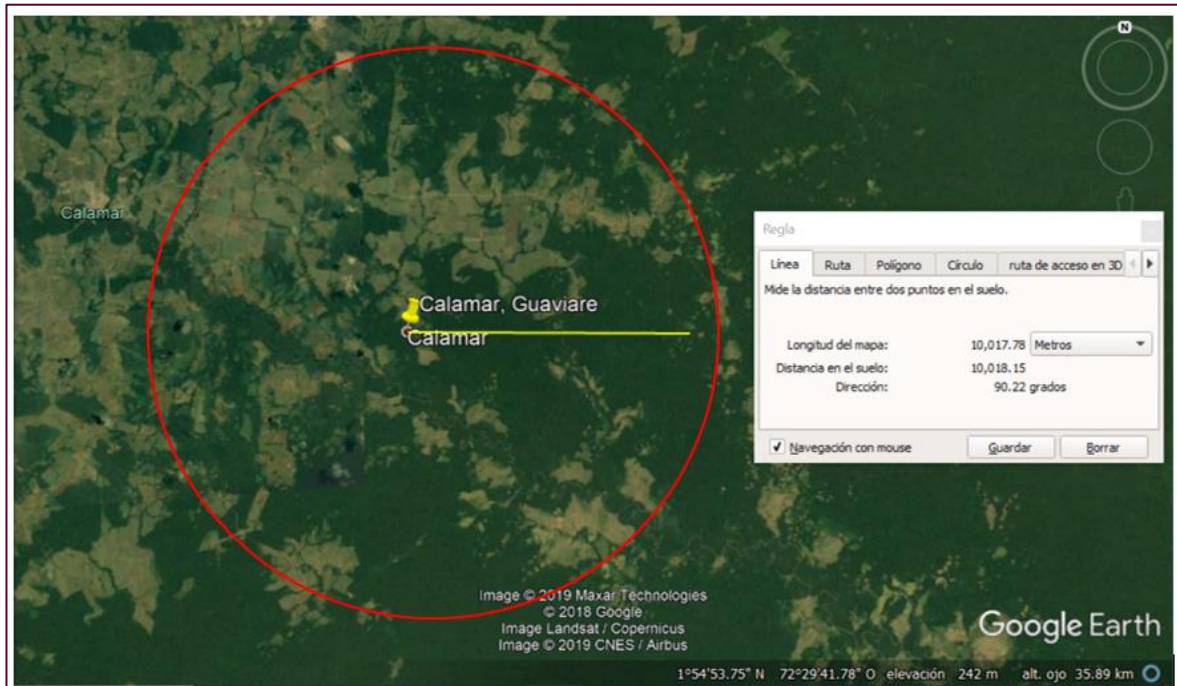 N
Calamar
Regla
Línea Ruta Polígono Círculo ruta de acceso en 3D
Mide la distancia entre dos puntos en el suelo.
Calamar, Guaviare
Calamar
Longitud del mapa: 10,017.78 Metros
Distancia en el suelo: 10,018.15
Dirección: 90.22 grados
Navegación con mouse Guardar Borrar
Image © 2019 Maxar Technologies
© 2018 Google
Image Landsat / Copernicus
Image © 2019 CNES / Airbus
Google Earth
1°54'53.75" N 72°29'41.78" O elevación 242 m alt. ojo 35.89 km